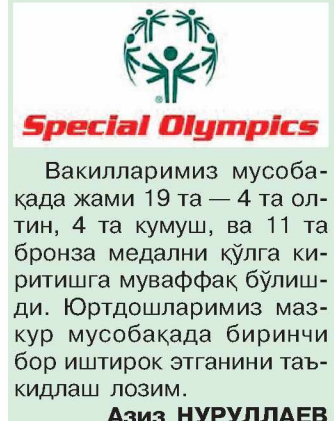 Special Olympics
Вакилларимиз мусоба-
қада жами 19 та — 4 та ол-
тин, 4 та кумуш, ва 11 та
бронза медални қўлга ки-
ритишга муваффақ бўлиш-
ди. Юртдошларимиз маз-
кур мусобақада биринчи
бор иштирок этганини таъ-
кидлаш лозим.
Азиз НУРУЛЛАЕВ